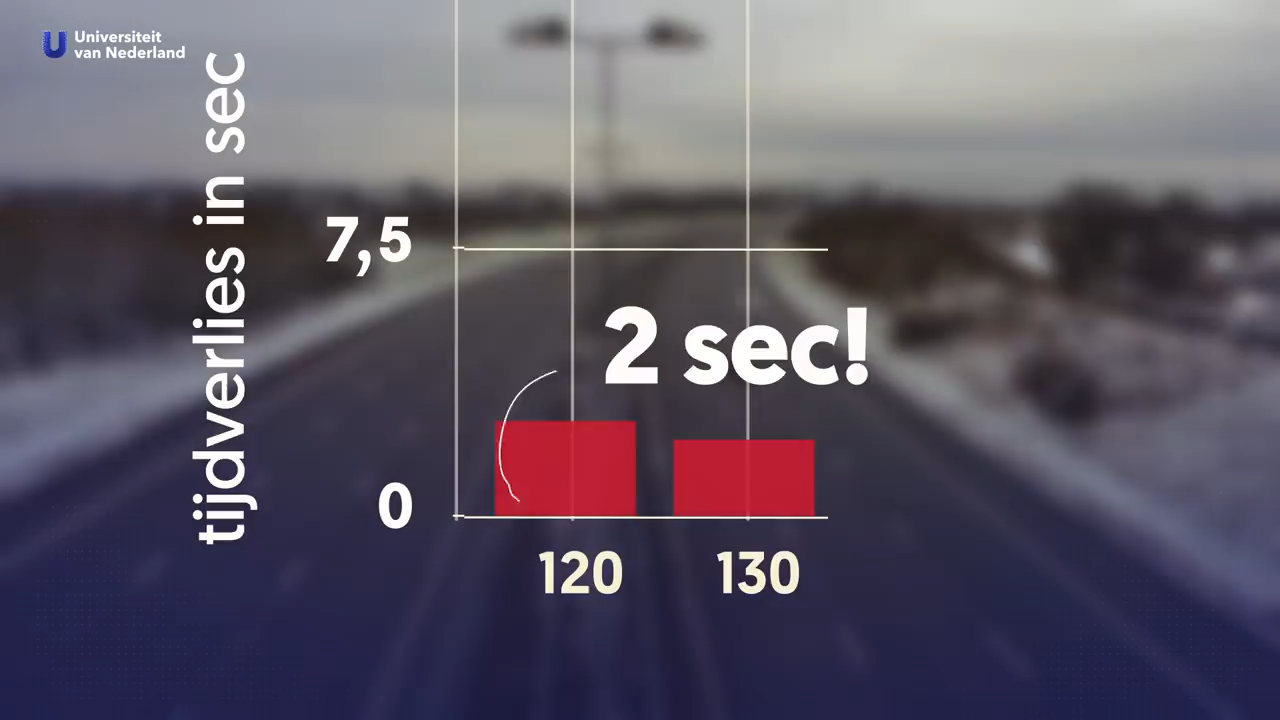 Universiteit
van Nederland
tijdverlies in sec
7,5
2 sec!
0
120
130